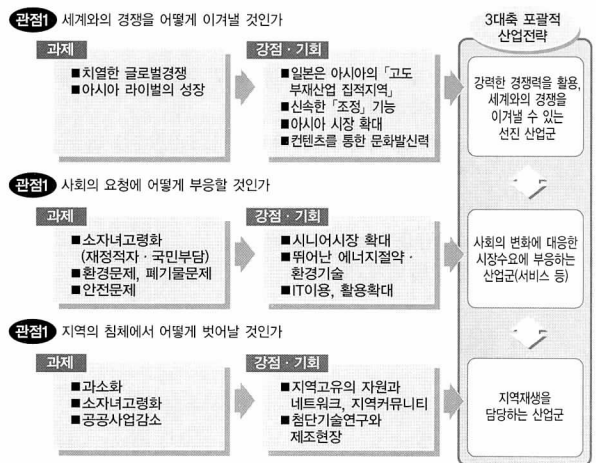 관점1 세계와의 경쟁을 어떻게 이겨낼 것인가
과제
■치열한 글로벌경쟁
■아시아 라이벌의 성장
강점·기회
■일본은 아시아의 「고도
부재산업 집적지역」
■신속한 「조정」 기능
■아시아 시장 확대
■컨텐츠를 통한 문화발신력
3대축 포괄적
산업전략
강력한 경쟁력을 활용,
세계와의 경쟁을
이겨낼 수 있는
선진 산업군
관점1 사회의 요청에 어떻게 부응할 것인가
과제
■소자녀고령화
(재정적자·국민부담)
■환경문제, 폐기물문제
■안전문제
강점·기회
■시니어시장 확대
■뛰어난 에너지절약·
환경기술
■IT이용, 활용확대
사회의 변화에 대응한
시장수요에 부응하는
산업군(서비스 등)
관점1 지역의 침체에서 어떻게 벗어날 것인가
과제
■과소화
■소자녀고령화
■공공사업감소
강점·기회
■지역고유의 자원과
네트워크, 지역커뮤니티
■첨단기술연구와
제조현장
지역재생을
담당하는 산업군